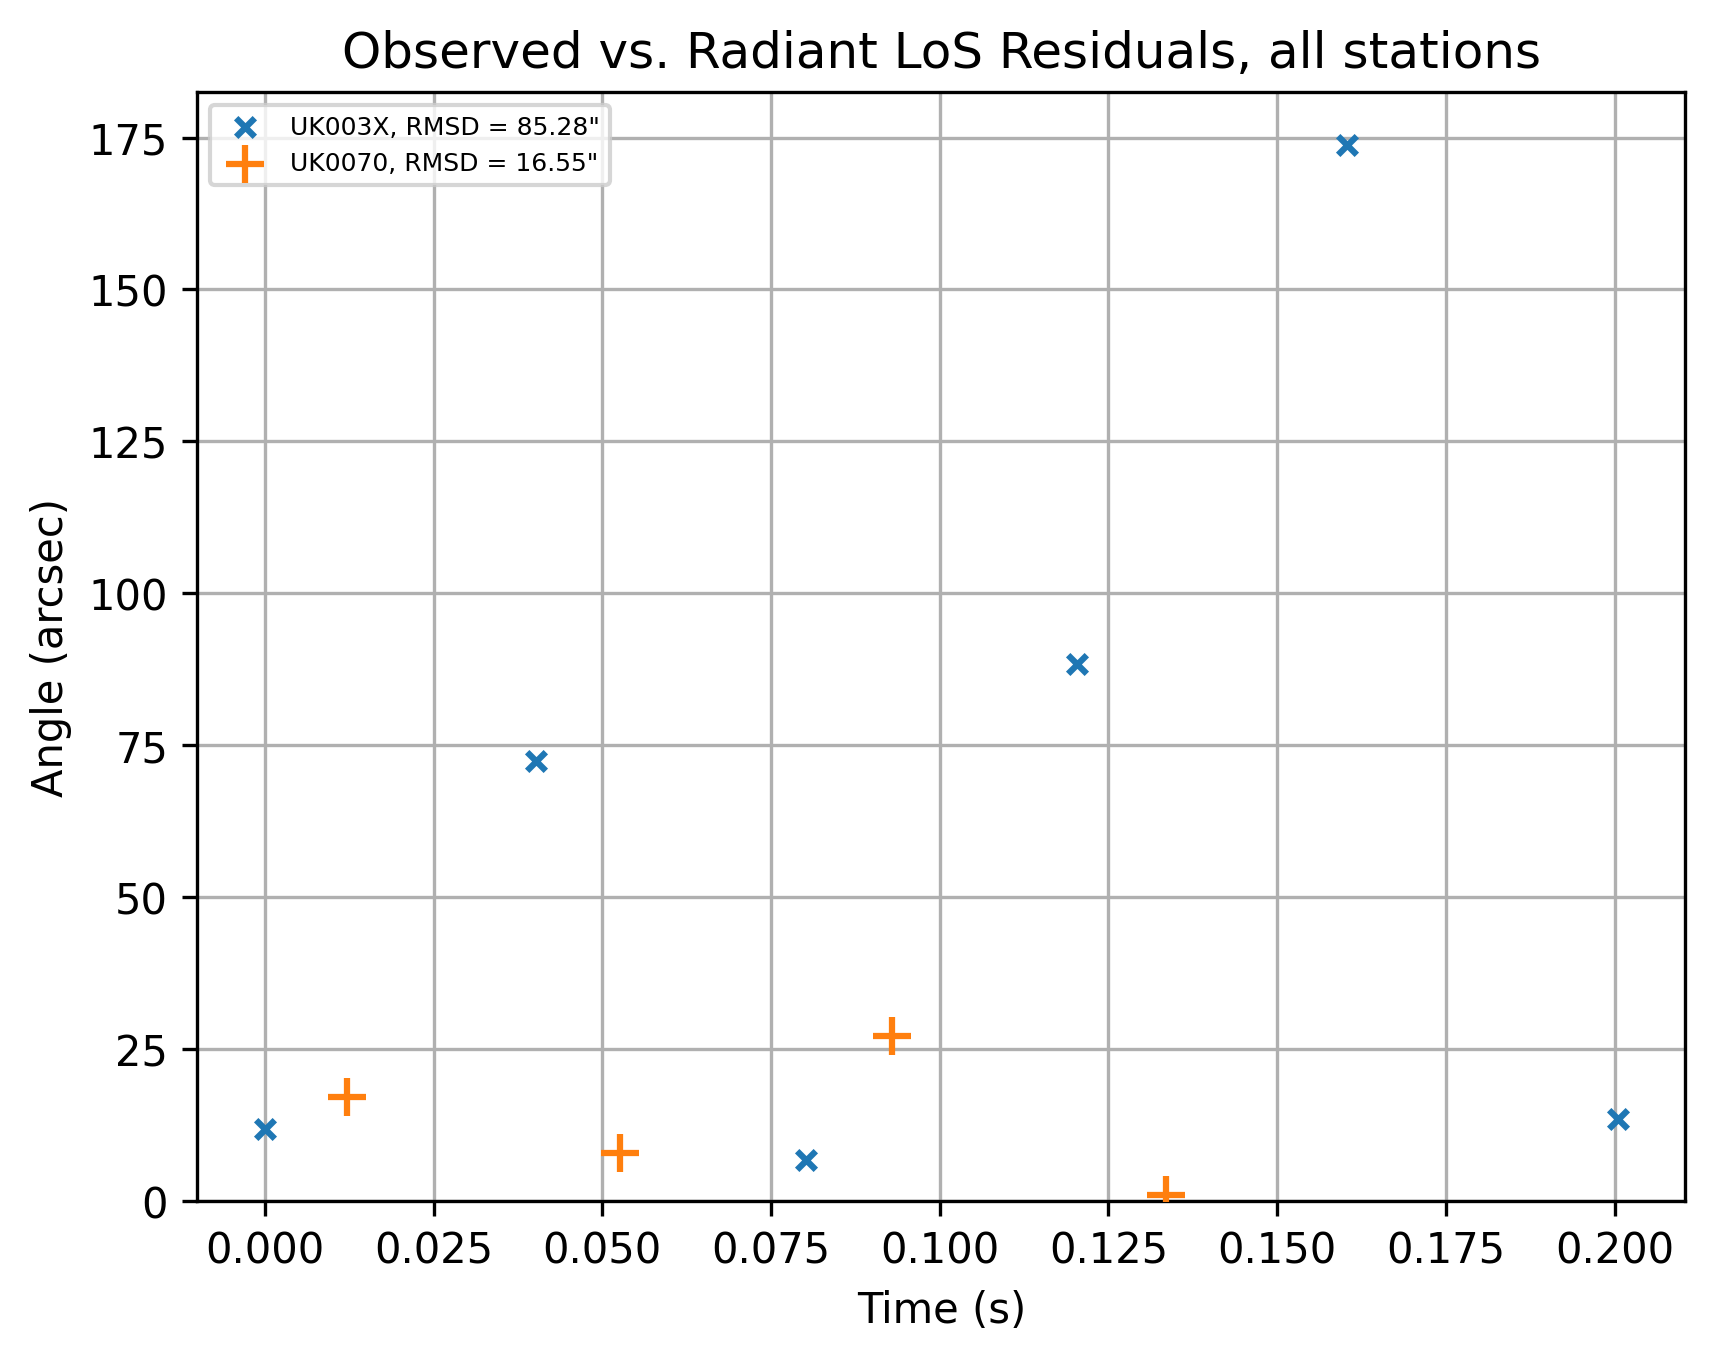 Observed vs. Radiant LoS Residuals, all stations
UK003X, RMSD = 85.28"
UK0070, RMSD = 16.55"
175
150
125
100
75
50
25
0
Angle (arcsec)
0.000 0.025 0.050 0.075 0.100 0.125 0.150 0.175 0.200
Time (s)